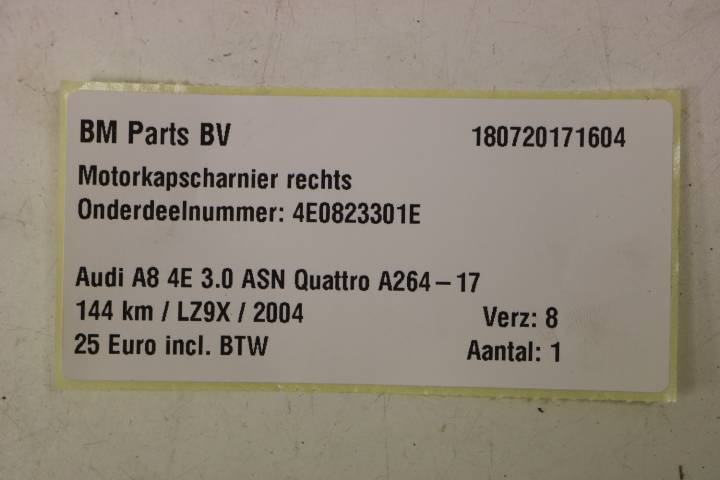 BM Parts BV 180720171604
Motorkapscharnier rechts
Onderdeelnummer: 4E0823301E
Audi A8 4E 3.0 ASN Quattro A264-17
144 km / LZ9X / 2004 Verz: 8
25 Euro incl. BTW Aantal: 1